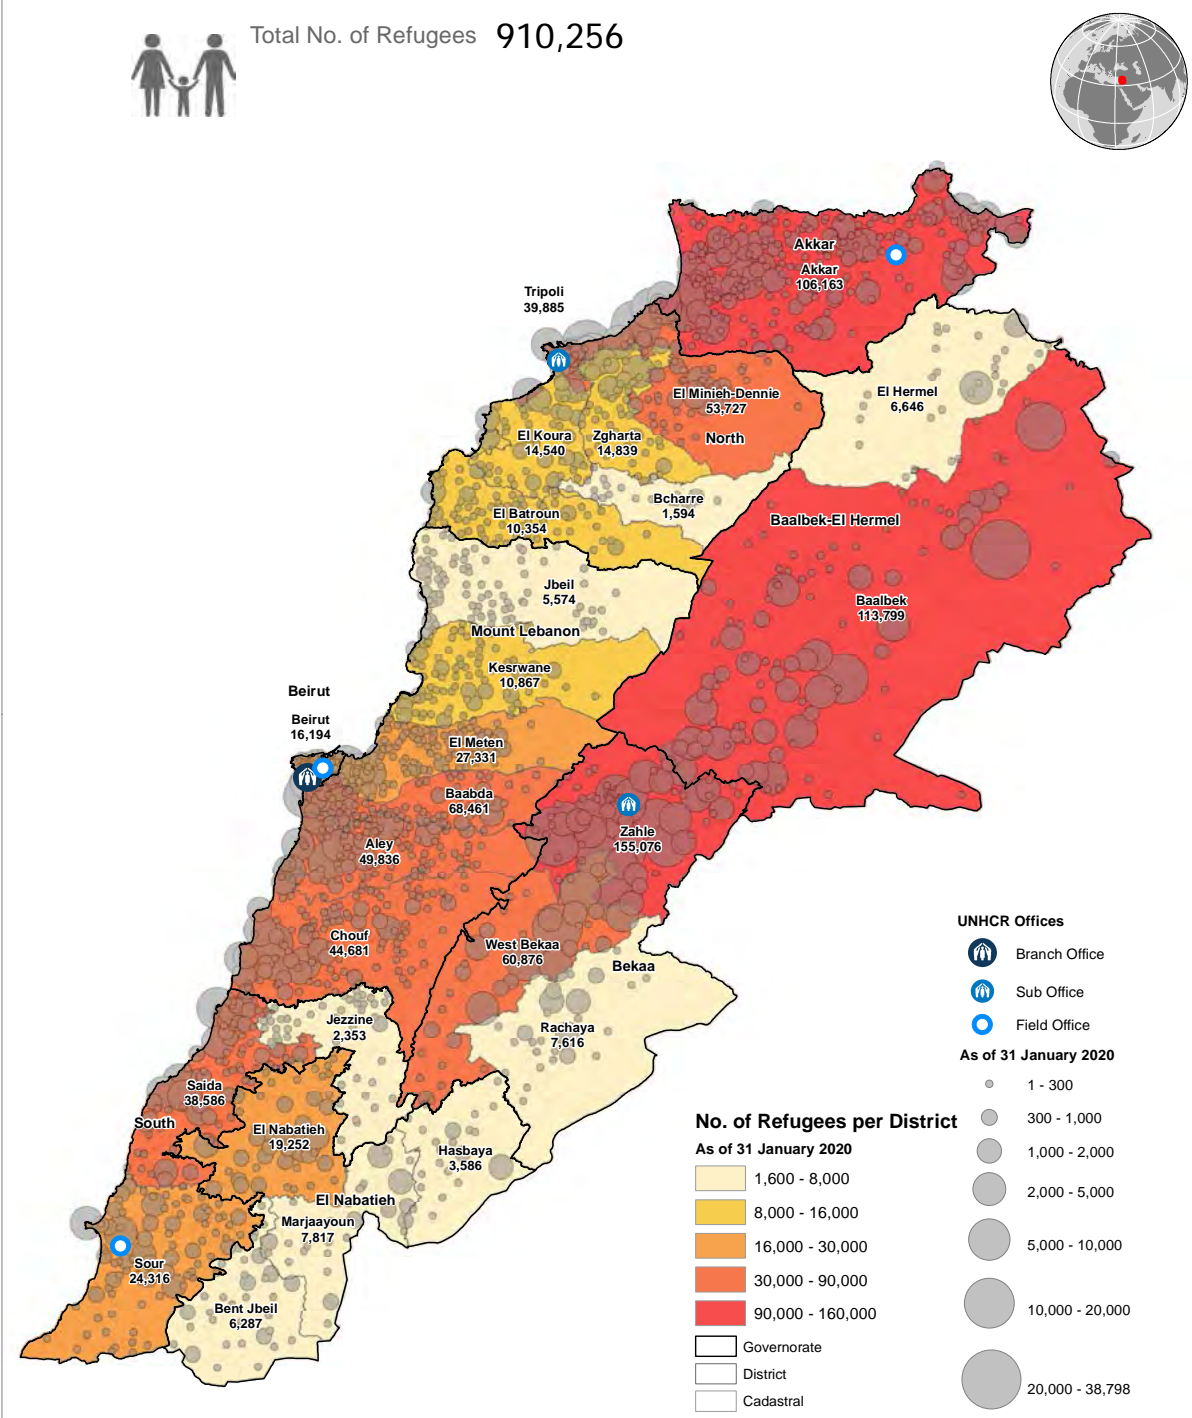 Total No. of Refugees 910,256
Akkar
Akkar
106,163
Tripoli
39,885
El Hermel
6,646
El Minieh-Dennie
53,727
North
El Koura
14,540
Zgharta
14,839
Bcharre
1,594
El Batroun
10,354
Baalbek-El Hermel
Jbeil
5,574
Baalbek
113,799
Mount Lebanon
Kesrwane
10,867
Beirut
Beirut
16,194
El Meten
27,331
Baabda
68,461
Zahle
155,076
Aley
49,836
Chouf
44,681
West Bekaa
60,876
Bekaa
Jezzine
2,353
Rachaya
7,616
Saida
38,586
South
El Nabatieh
19,252
Hasbaya
3,586
El Nabatieh
Marjaayoun
7,817
Sour
24,316
Bent Jbeil
6,287
UNHCR Offices
Branch Office
Sub Office
Field Office
As of 31 January 2020
1 - 300
300 - 1,000
1,000 - 2,000
2,000 - 5,000
5,000 - 10,000
10,000 - 20,000
20,000 - 38,798
No. of Refugees per District
As of 31 January 2020
1,600 - 8,000
8,000 - 16,000
16,000 - 30,000
30,000 - 90,000
90,000 - 160,000
Governorate
District
Cadastral